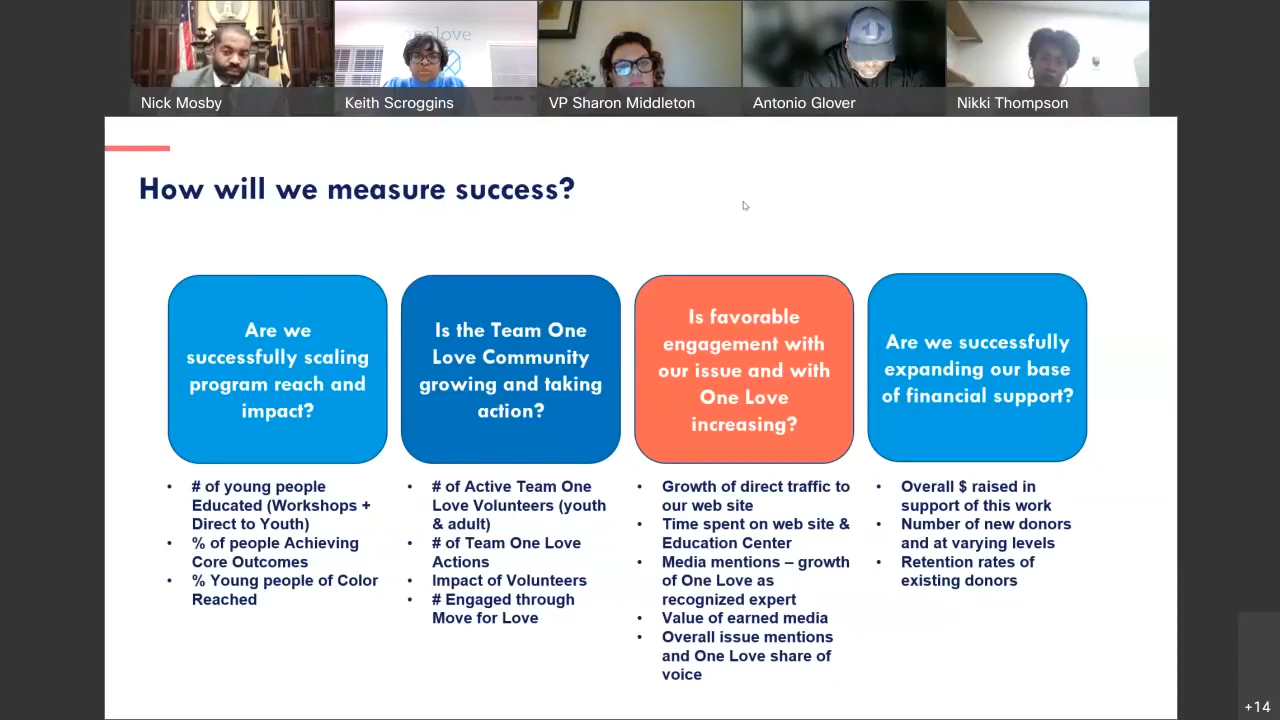 onelove
Nick Mosby
Keith Scroggins
VP Sharon Middleton
Antonio Glover
Nikki Thompson
How will we measure success?
Are we
successfully scaling
program reach and
impact?
• # of young people
Educated (Workshops +
Direct to Youth)
• % of people Achieving
Core Outcomes
• % Young people of Color
Reached
Is the Team One
Love Community
growing and taking
action?
• # of Active Team One
Love Volunteers (youth
& adult)
• # of Team One Love
Actions
• Impact of Volunteers
• # Engaged through
Move for Love
Is favorable
engagement with
our issue and with
One Love
increasing?
• Growth of direct traffic to
our web site
• Time spent on web site &
Education Center
• Media mentions – growth
of One Love as
recognized expert
• Value of earned media
• Overall issue mentions
and One Love share of
voice
Are we successfully
expanding our base
of financial support?
• Overall $ raised in
support of this work
• Number of new donors
and at varying levels
• Retention rates of
existing donors
+14